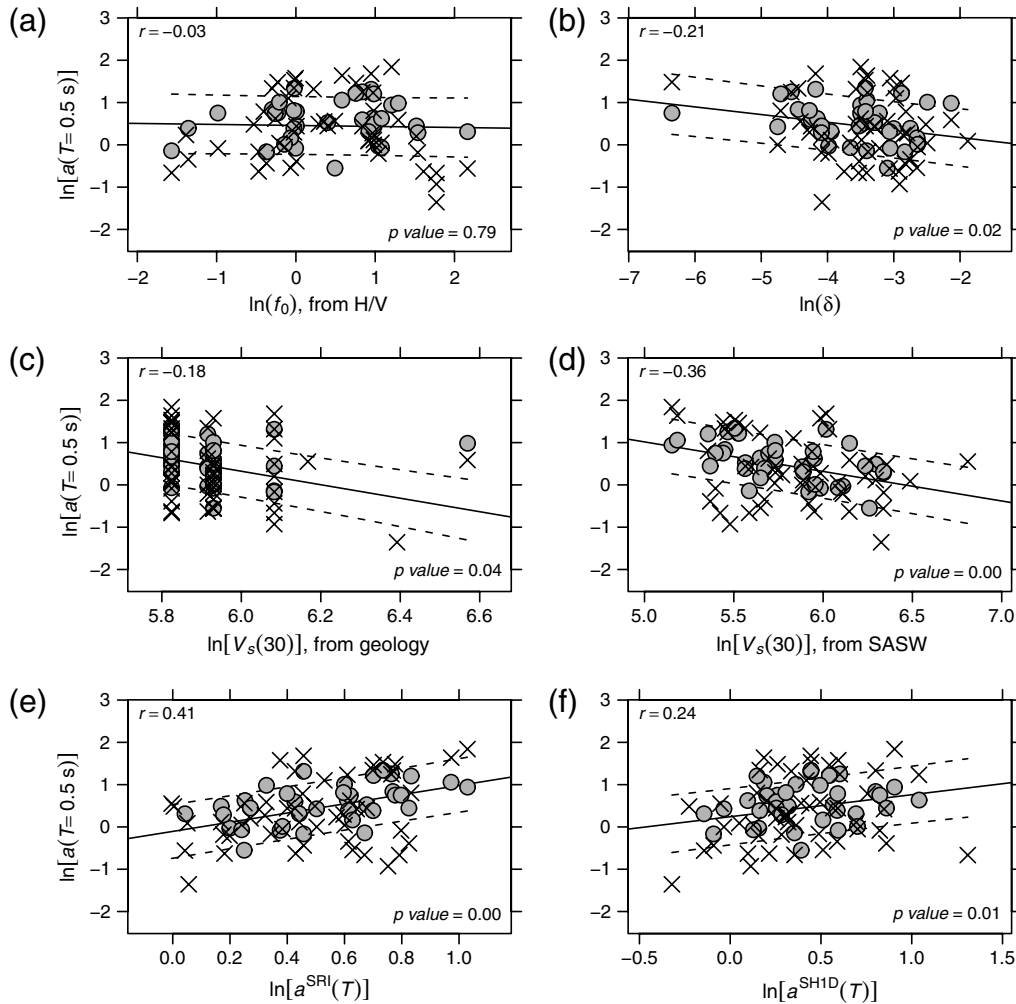 (a)
r = −0.03
3
2
1
0
−1
−2
ln[a(T= 0.5 s)]
p value = 0.79
−2 −1 0 1 2
ln(f0), from H/V
(b)
r = −0.21
3
2
1
0
−1
−2
p value = 0.02
−7 −6 −5 −4 −3 −2
ln(δ)
(c)
r = −0.18
3
2
1
0
−1
−2
ln[a(T= 0.5 s)]
p value = 0.04
5.8 6.0 6.2 6.4 6.6
ln[Vs(30)], from geology
(d)
r = −0.36
3
2
1
0
−1
−2
p value = 0.00
5.0 5.5 6.0 6.5 7.0
ln[Vs(30)], from SASW
(e)
r = 0.41
3
2
1
0
−1
−2
ln[a(T= 0.5 s)]
p value = 0.00
0.0 0.2 0.4 0.6 0.8 1.0
ln[aSRI(T)]
(f)
r = 0.24
3
2
1
0
−1
−2
p value = 0.01
−0.5 0.0 0.5 1.0 1.5
ln[aSH1D(T)]